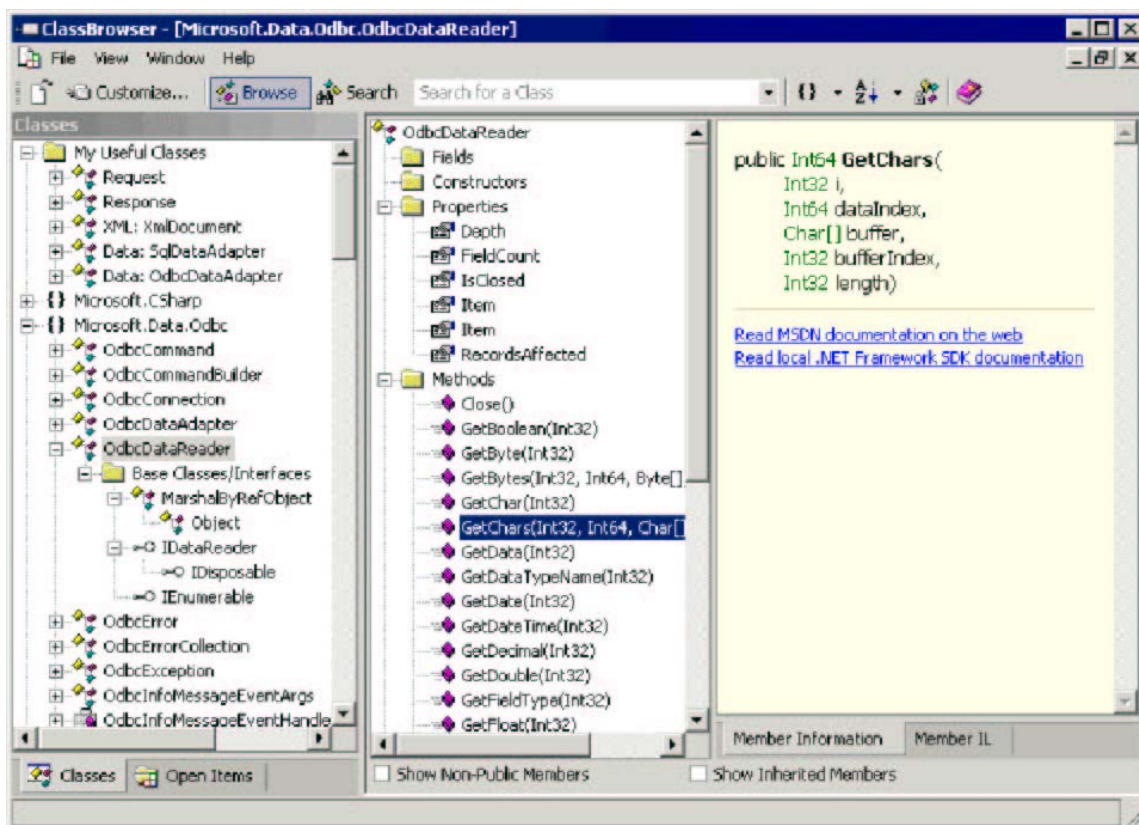 ClassBrowser - [Microsoft.Data.Odbc.OdbcDataReader]
File View Window Help
Customize... Browse Search Search for a Class {} A Z
Classes
My Useful Classes
Request
Response
XML: XmlDocument
Data: SqlDataAdapter
Data: OdbcDataAdapter
{} Microsoft.CSharp
{} Microsoft.Data.Odbc
OdbcCommand
OdbcCommandBuilder
OdbcConnection
OdbcDataAdapter
OdbcDataReader
Base Classes/Interfaces
MarshalByRefObject
Object
IDataReader
IDisposable
IEnumerable
OdbcError
OdbcErrorCollection
OdbcException
OdbcInfoMessageEventArgs
OdbcInfoMessageEventHandle
Classes Open Items
OdbcDataReader
Fields
Constructors
Properties
Depth
FieldCount
IsClosed
Item
Item
RecordsAffected
Methods
Close()
GetBoolean(Int32)
GetByte(Int32)
GetBytes(Int32, Int64, Byte[]
GetChar(Int32)
GetChars(Int32, Int64, Char[]
GetData(Int32)
GetDataTypeName(Int32)
GetDate(Int32)
GetDateTime(Int32)
GetDecimal(Int32)
GetDouble(Int32)
GetFieldType(Int32)
GetFloat(Int32)
Show Non-Public Members Show Inherited Members
public Int64 GetChars(
Int32 i,
Int64 dataIndex,
Char[] buffer,
Int32 bufferIndex,
Int32 length)
Read MSDN documentation on the web
Read local .NET Framework SDK documentation
Member Information Member IL